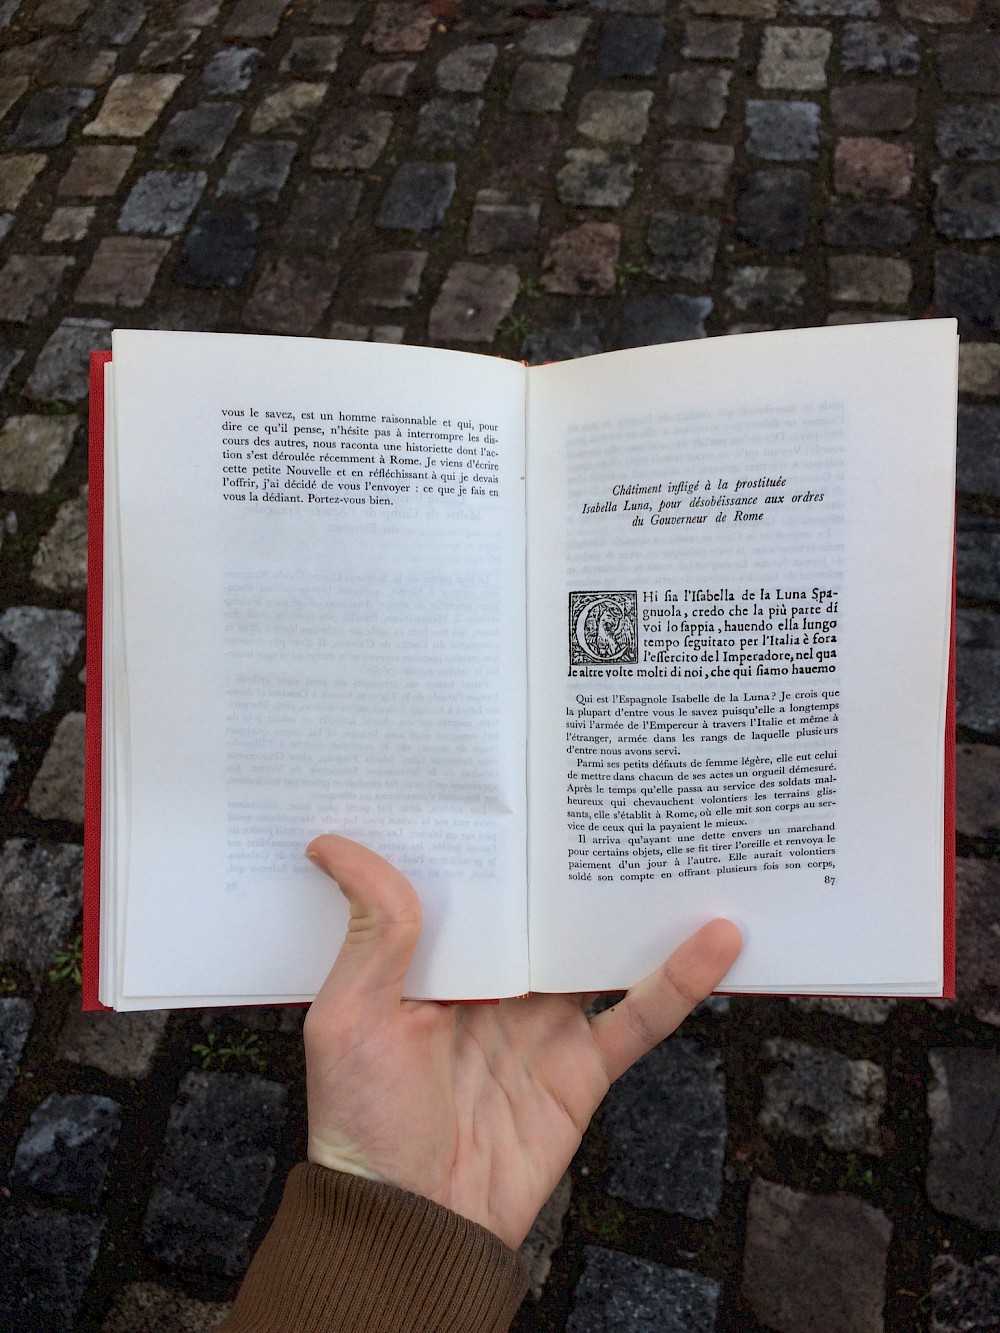 vous le savez, est un homme raisonnable et qui, pour
dire ce qu'il pense, n'hésite pas à interrompre les dis-
cours des autres, nous raconta une historiette dont l'ac-
tion s'est déroulée récemment à Rome. Je viens d'écrire
cette petite Nouvelle et en réfléchissant à qui je devais
l'offrir, j'ai décidé de vous l'envoyer : ce que je fais en
vous la dédiant. Portez-vous bien.
Châtiment infligé à la prostituée
Isabella Luna, pour désobéissance aux ordres
du Gouverneur de Rome
CHi ſia l'Iſabella de la Luna Spa-
gnuola, credo che la più parte di
voi lo ſappia, hauendo ella lungo
tempo ſeguitato per l'Italia è fora
l'eſſercito del Imperadore, nel qua
le altre volte molti di noi, che qui ſiamo hauemo
Qui est l'Espagnole Isabelle de la Luna? Je crois que
la plupart d'entre vous le savez puisqu'elle a longtemps
suivi l'armée de l'Empereur à travers l'Italie et même à
l'étranger, armée dans les rangs de laquelle plusieurs
d'entre nous avons servi.
Parmi ses petits défauts de femme légère, elle eut celui
de mettre dans chacun de ses actes un orgueil démesuré.
Après le temps qu'elle passa au service des soldats mal-
heureux qui chevauchent volontiers les terrains glis-
sants, elle s'établit à Rome, où elle mit son corps au ser-
vice de ceux qui la payaient le mieux.
Il arriva qu'ayant une dette envers un marchand
pour certains objets, elle se fit tirer l'oreille et renvoya le
paiement d'un jour à l'autre. Elle aurait volontiers
soldé son compte en offrant plusieurs fois son corps,
87